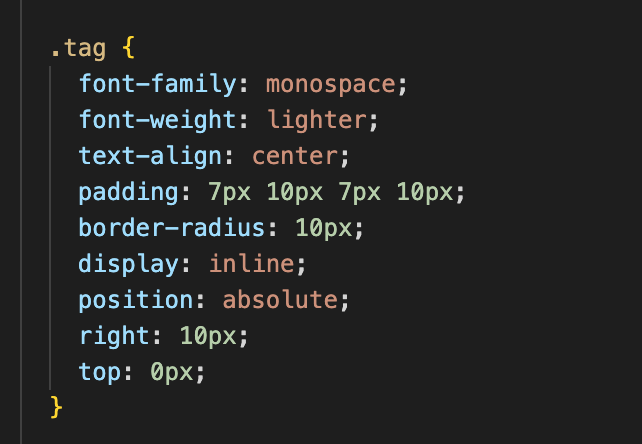 .tag {
font-family: monospace;
font-weight: lighter;
text-align: center;
padding: 7px 10px 7px 10px;
border-radius: 10px;
display: inline;
position: absolute;
right: 10px;
top: 0px;
}